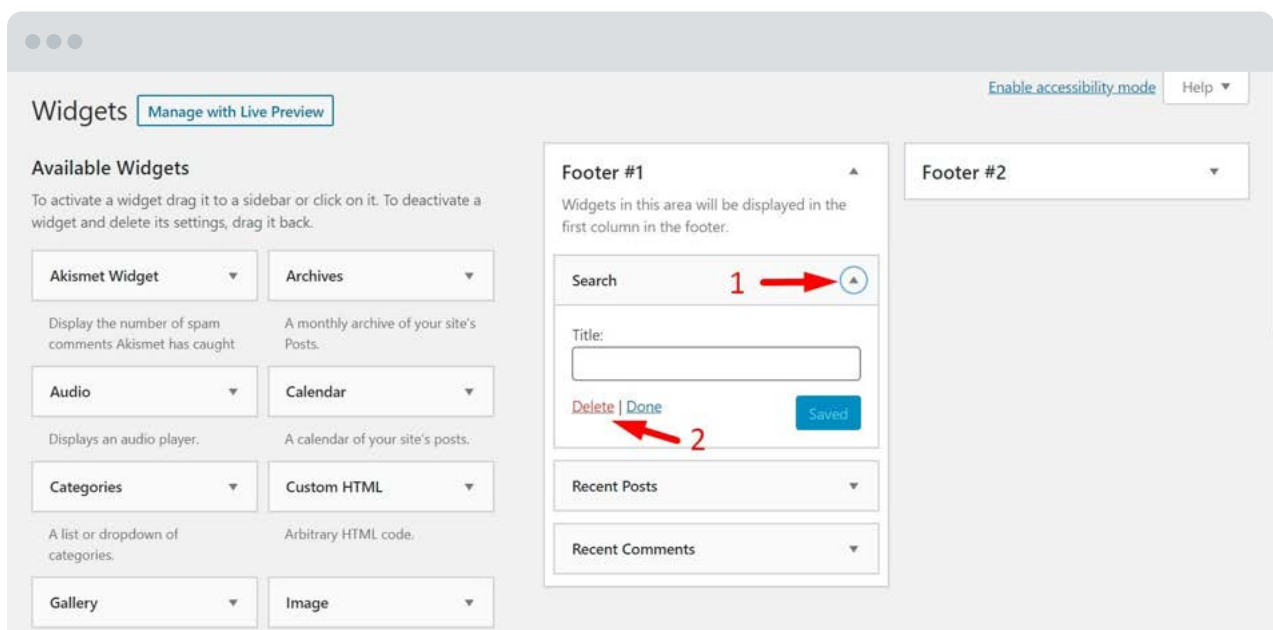 Enable accessibility mode
Help
Widgets
Manage with Live Preview
Available Widgets
To activate a widget drag it to a sidebar or click on it. To deactivate a
widget and delete its settings, drag it back.
Akismet Widget
Archives
Display the number of spam
comments Akismet has caught
A monthly archive of your site's
Posts.
Audio
Calendar
Displays an audio player.
A calendar of your site's posts.
Categories
Custom HTML
A list or dropdown of
categories.
Arbitrary HTML code.
Gallery
Image
Footer #1
Widgets in this area will be displayed in the
first column in the footer.
Search
1
Title:
Delete | Done
Saved
2
Recent Posts
Recent Comments
Footer #2